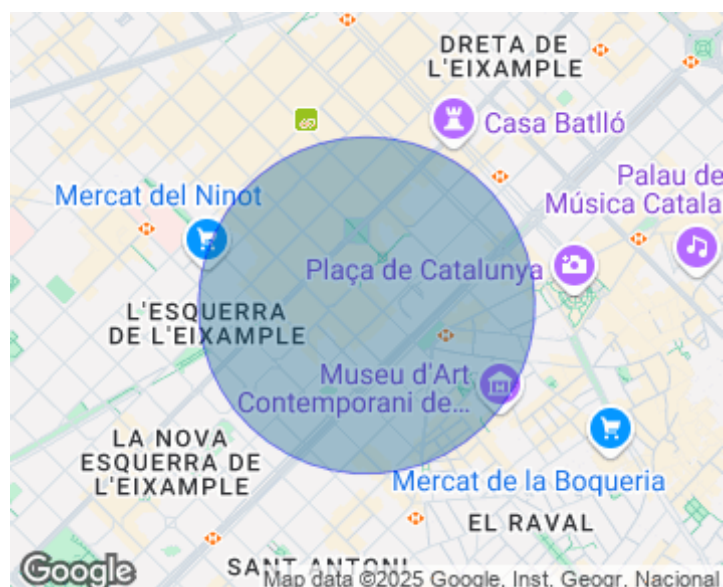 DRETA DE
L'EIXAMPLE
Casa Batlló
Palau de
Música Catala
Mercat del Ninot
Plaça de Catalunya
L'ESQUERRA
DE L'EIXAMPLE
Museu d'Art
Contemporani de...
LA NOVA
ESQUERRA DE
L'EIXAMPLE
Mercat de la Boqueria
EL RAVAL
SANT ANTONI
Google
Map data ©2025 Google, Inst. Geogr. Nacional